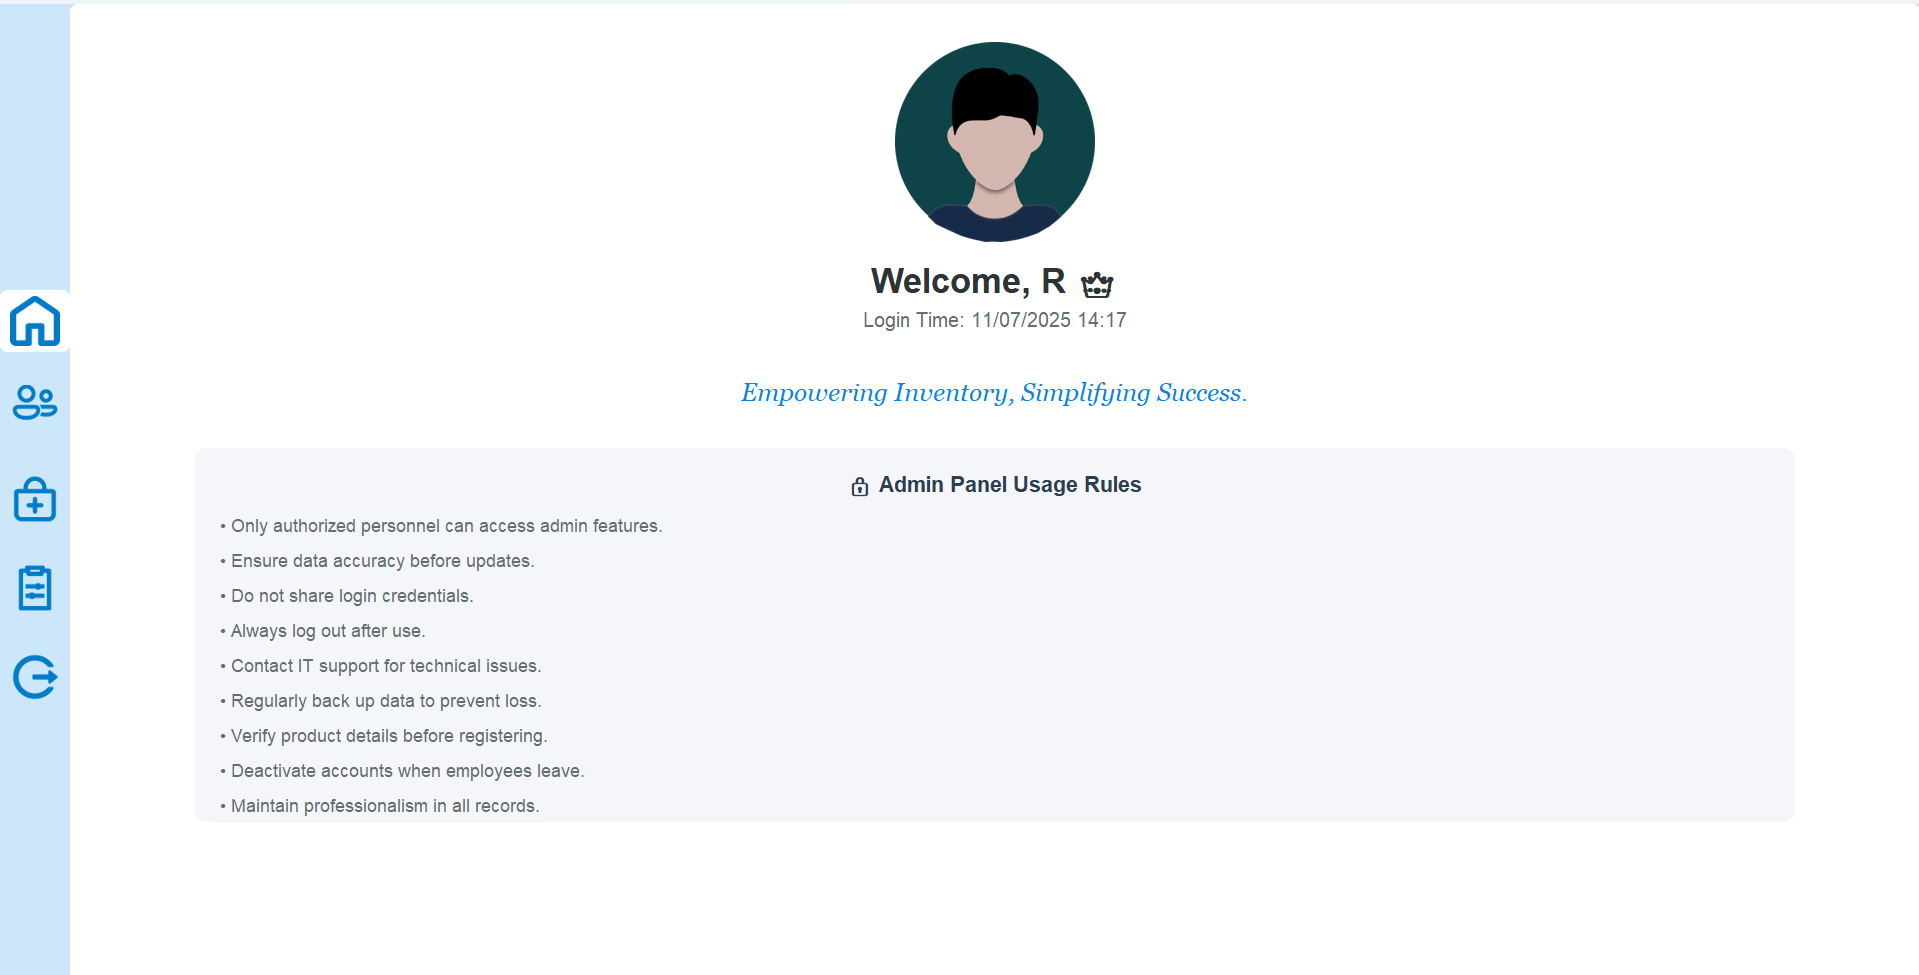 Welcome, R
Login Time: 11/07/2025 14:17
Empowering Inventory, Simplifying Success.
Admin Panel Usage Rules
• Only authorized personnel can access admin features.
• Ensure data accuracy before updates.
• Do not share login credentials.
• Always log out after use.
• Contact IT support for technical issues.
• Regularly back up data to prevent loss.
• Verify product details before registering.
• Deactivate accounts when employees leave.
• Maintain professionalism in all records.